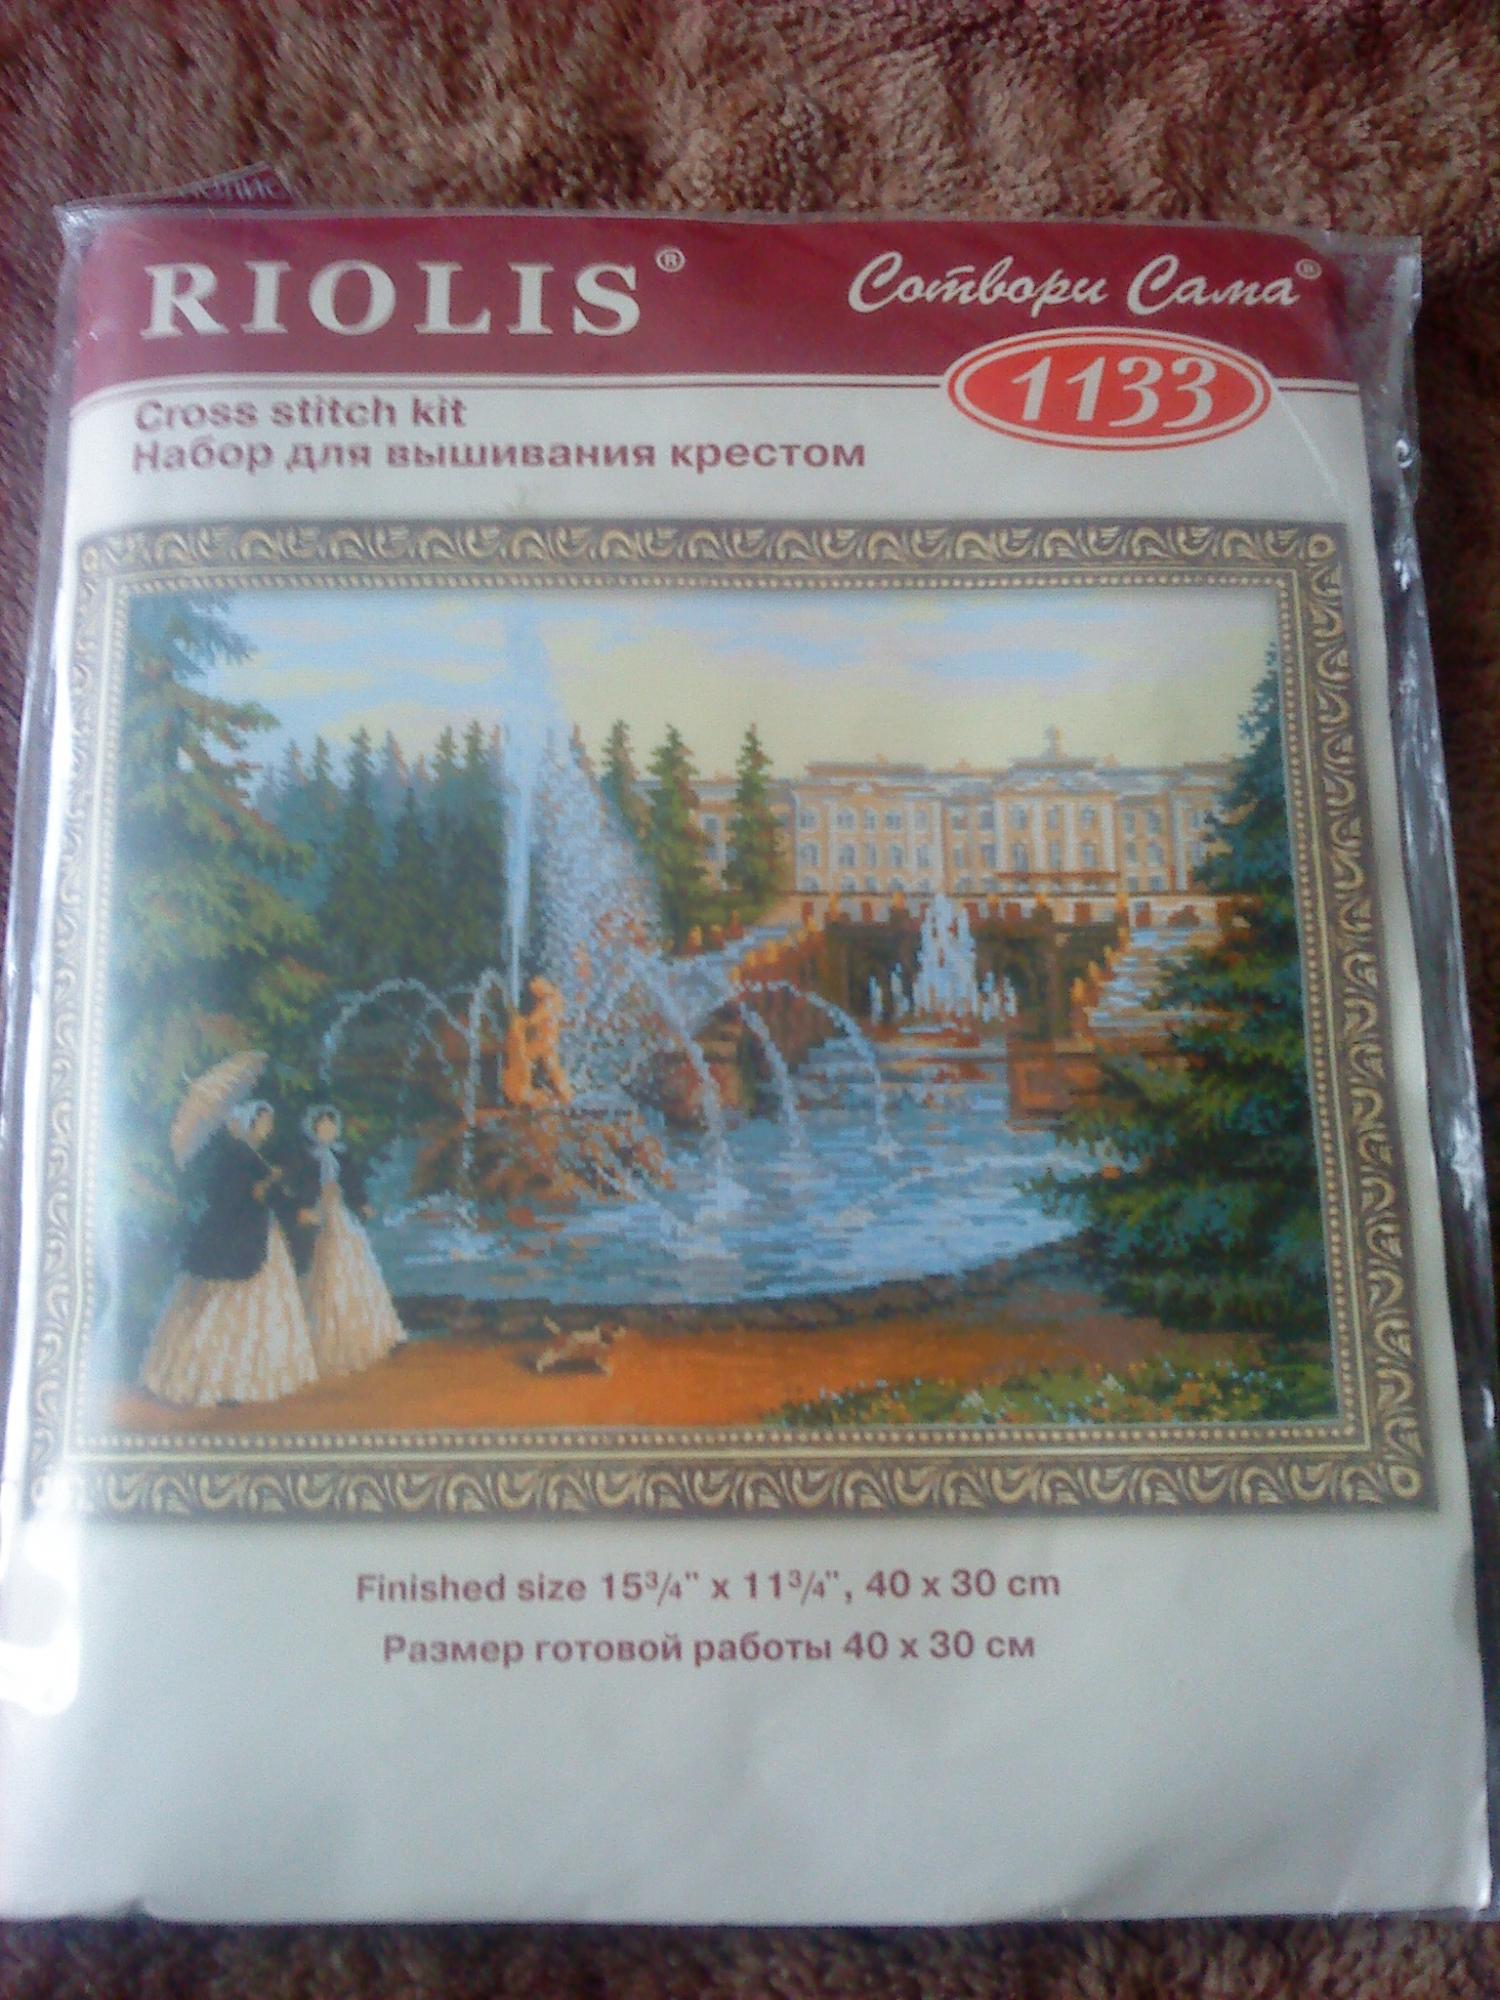 RIOLIS®
Сотвори Сама®
1133
Cross stitch kit
Набор для вышивания крестом
Finished size 15¾" x 11¾", 40 x 30 cm
Размер готовой работы 40 x 30 см